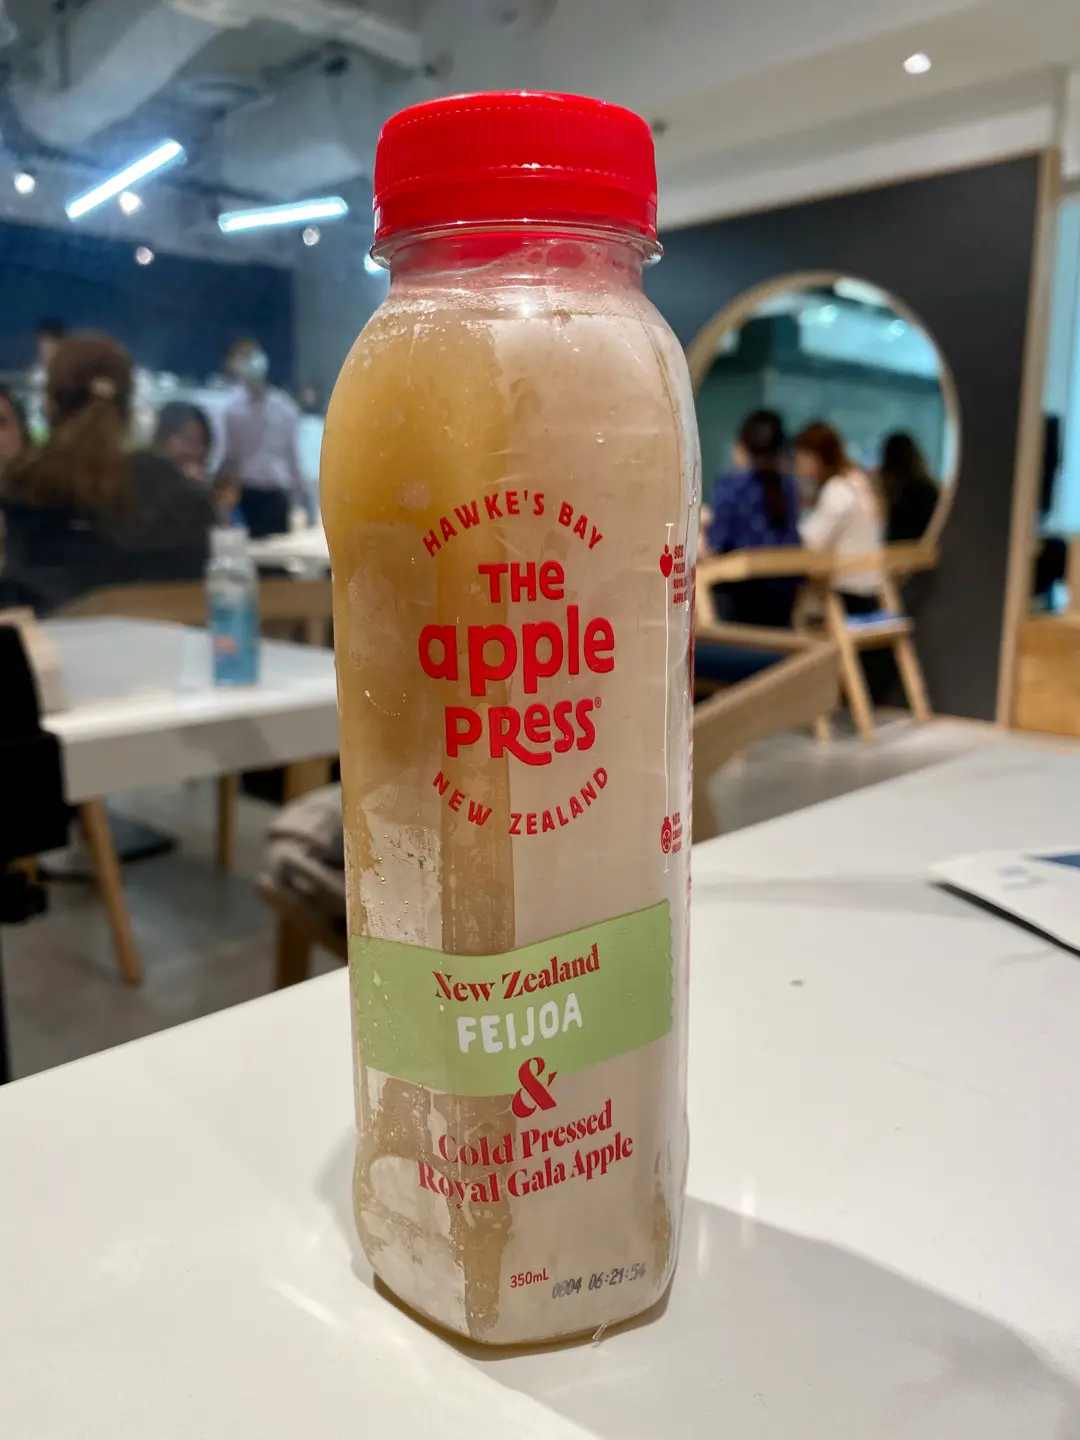 HAWKE'S BAY
THE
apple
PRESS®
NEW ZEALAND
New Zealand
FEIJOA
&
Cold Pressed
Royal Gala Apple
350mL
0804 06:21:54